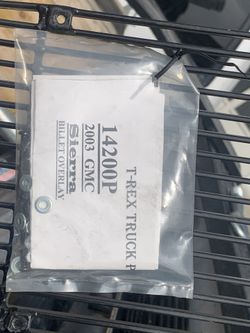 T-REX TRUCK P
14200P
2003 GMC
Sierra
BILLET OVERLAY